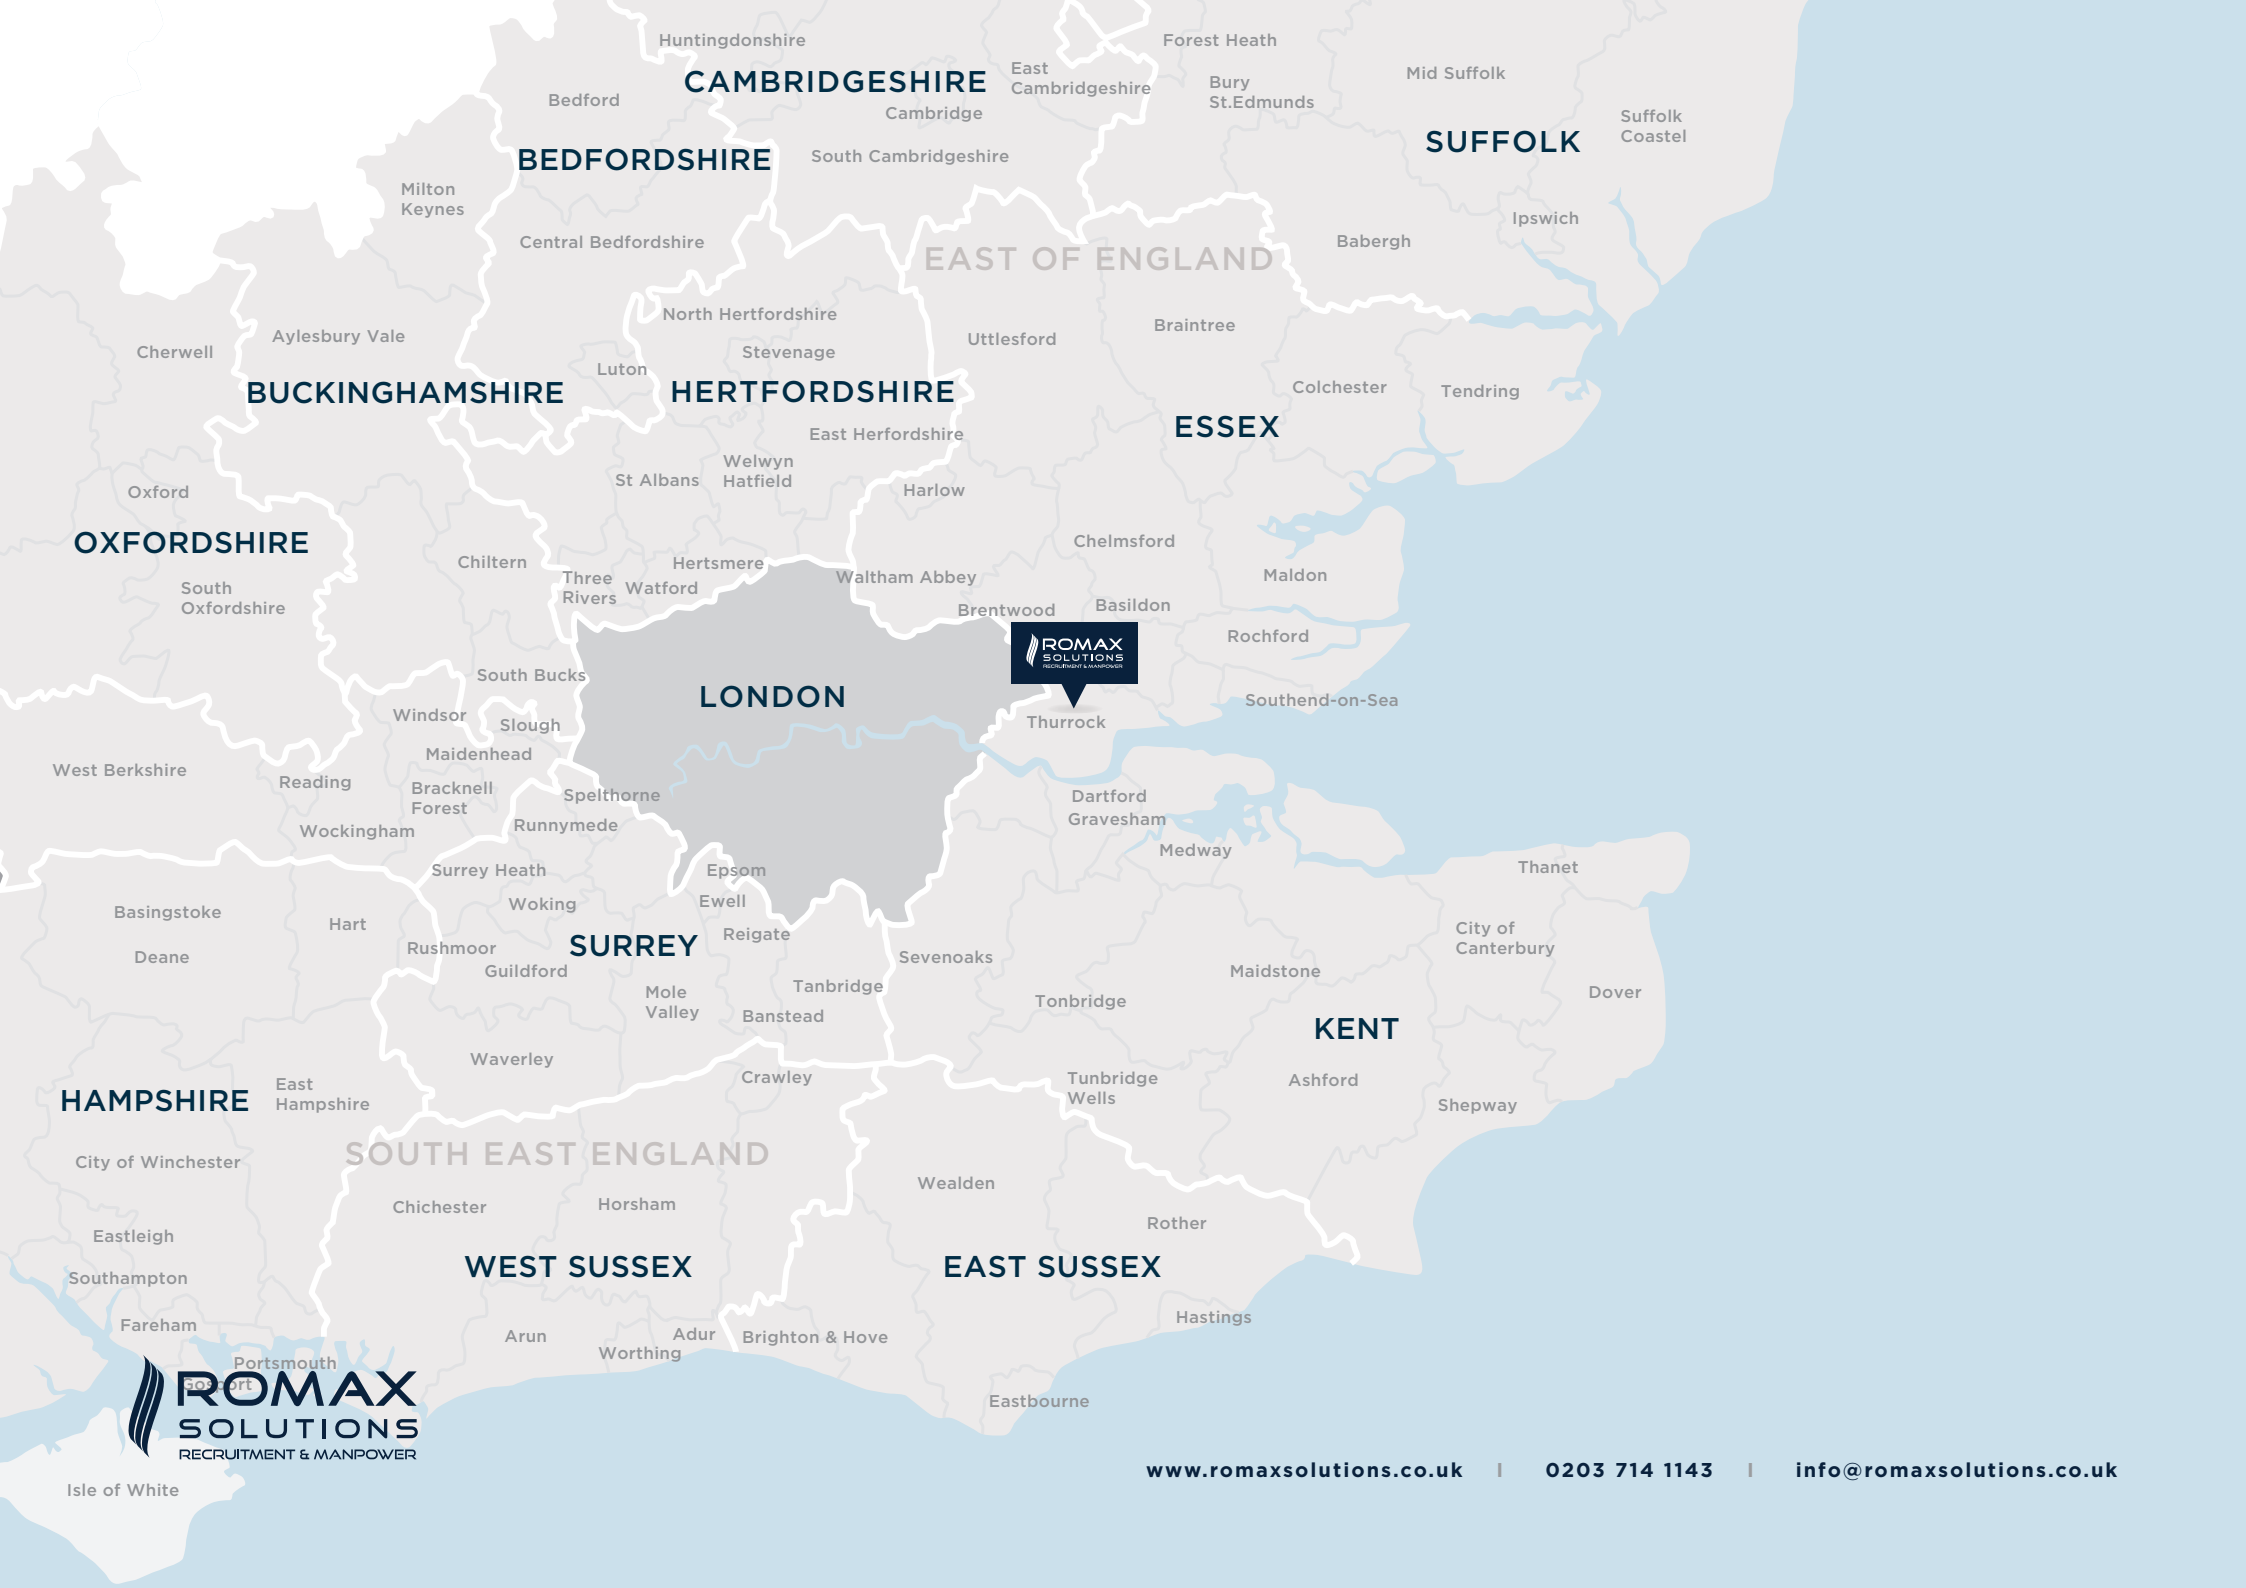 Huntingdonshire
Forest Heath
CAMBRIDGESHIRE
East
Cambridgeshire
Mid Suffolk
Bury
St.Edmunds
Bedford
Cambridge
Suffolk
Coastel
SUFFOLK
BEDFORDSHIRE
South Cambridgeshire
Milton
Keynes
Ipswich
Central Bedfordshire
Babergh
EAST OF ENGLAND
North Hertfordshire
Braintree
Aylesbury Vale
Uttlesford
Cherwell
Stevenage
Luton
BUCKINGHAMSHIRE
HERTFORDSHIRE
Colchester
Tendring
ESSEX
East Herfordshire
Welwyn
Hatfield
St Albans
Oxford
Harlow
OXFORDSHIRE
Chelmsford
Chiltern
Hertsmere
Three
Rivers
Watford
Waltham Abbey
Maldon
South
Oxfordshire
Brentwood
Basildon
Rochford
ROMAX
SOLUTIONS
RECRUITMENT & MANPOWER
South Bucks
LONDON
Southend-on-Sea
Windsor
Slough
Thurrock
Maidenhead
West Berkshire
Reading
Bracknell
Forest
Spelthorne
Dartford
Gravesham
Wockingham
Runnymede
Medway
Surrey Heath
Epsom
Thanet
Basingstoke
Woking
Ewell
Hart
City of
Canterbury
Rushmoor
SURREY
Reigate
Deane
Guildford
Sevenoaks
Maidstone
Mole
Valley
Tanbridge
Tonbridge
Dover
Banstead
KENT
Waverley
Crawley
Tunbridge
Wells
Ashford
HAMPSHIRE
East
Hampshire
Shepway
SOUTH EAST ENGLAND
City of Winchester
Wealden
Chichester
Horsham
Rother
Eastleigh
WEST SUSSEX
EAST SUSSEX
Southampton
Hastings
Fareham
Arun
Adur
Brighton & Hove
Worthing
Portsmouth
Gosport
Eastbourne
ROMAX
SOLUTIONS
RECRUITMENT & MANPOWER
www.romaxsolutions.co.uk I 0203 714 1143 I info@romaxsolutions.co.uk
Isle of White